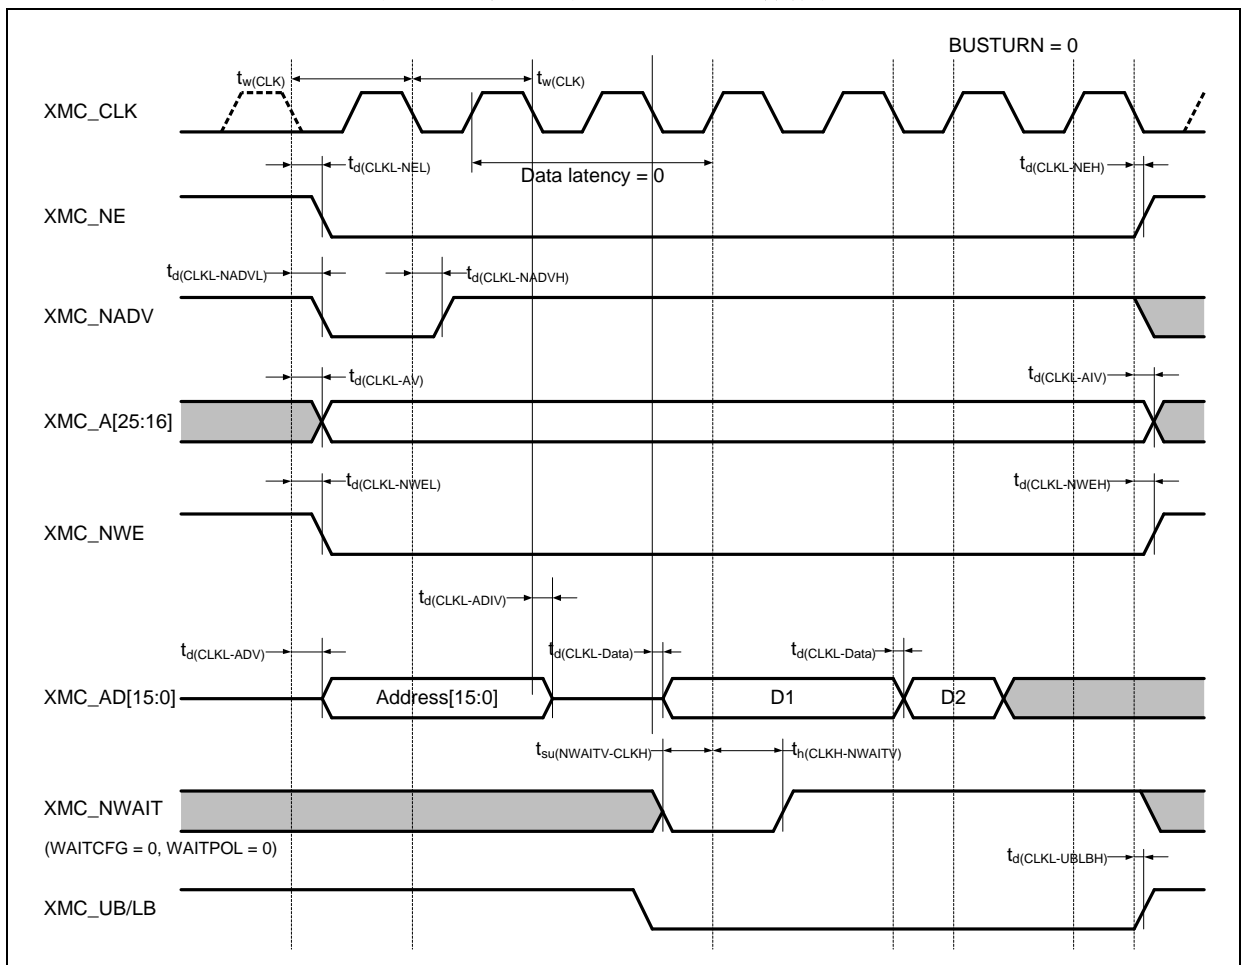 BUSTURN = 0
tw(CLK) tw(CLK)
XMC_CLK
td(CLKL-NEL) td(CLKL-NEH)
Data latency = 0
XMC_NE
td(CLKL-NADVL) td(CLKL-NADVH)
XMC_NADV
td(CLKL-AV) td(CLKL-AIV)
XMC_A[25:16]
td(CLKL-NWEL) td(CLKL-NWEH)
XMC_NWE
td(CLKL-ADIV)
td(CLKL-ADV) td(CLKL-Data) td(CLKL-Data)
XMC_AD[15:0] Address[15:0] D1 D2
tsu(NWAITV-CLKH) th(CLKH-NWAITV)
XMC_NWAIT
(WAITCFG = 0, WAITPOL = 0)
td(CLKL-UBLBH)
XMC_UB/LB